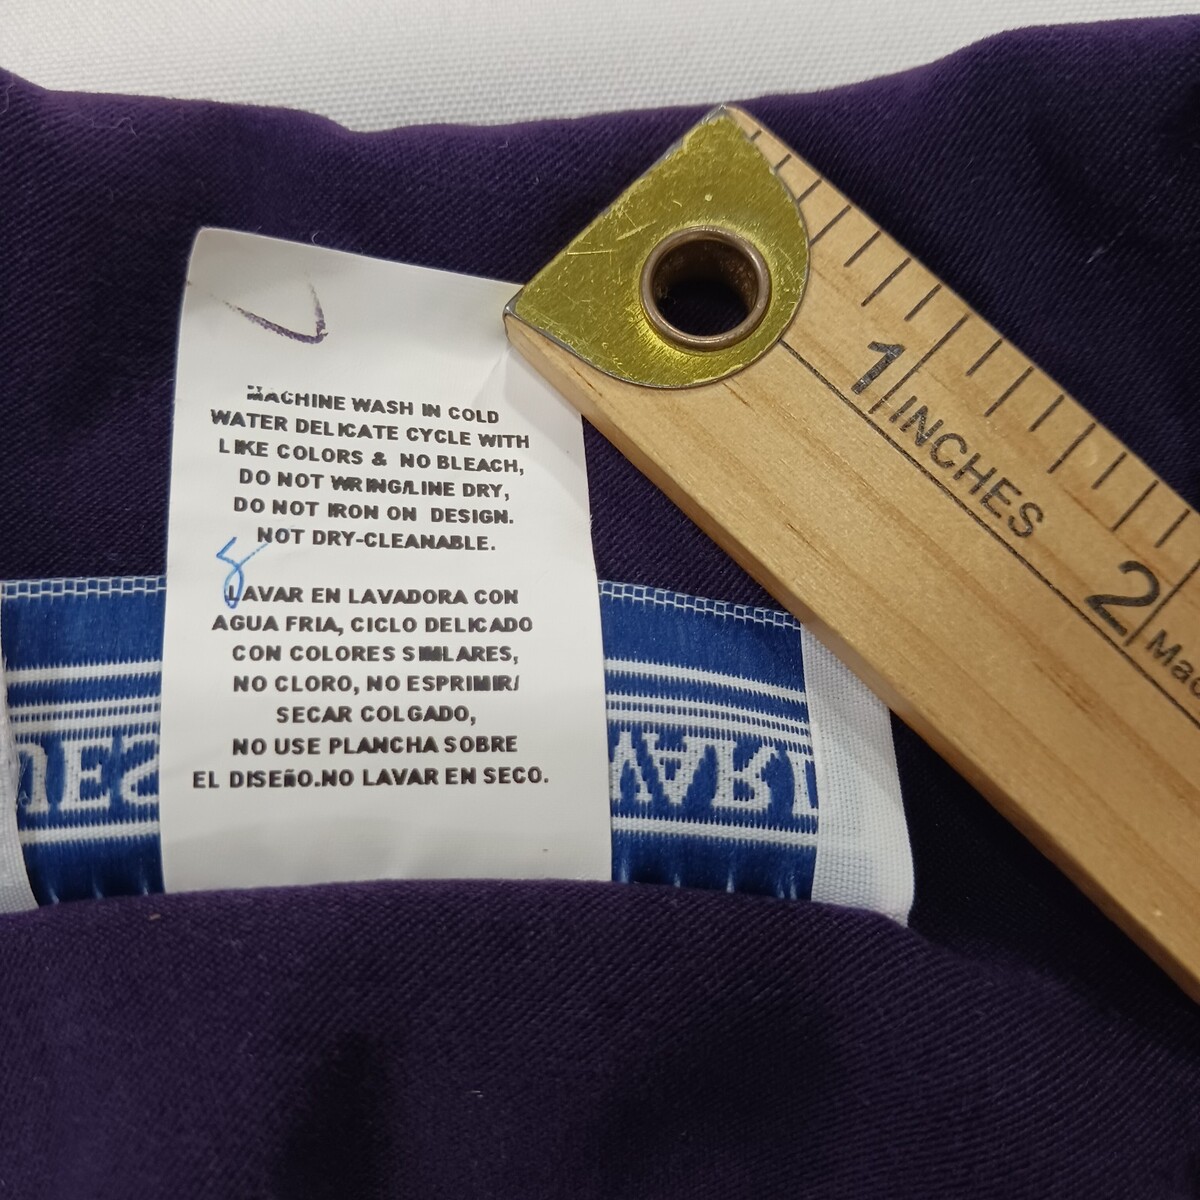 MACHINE WASH IN COLD
WATER DELICATE CYCLE WITH
LIKE COLORS & NO BLEACH,
DO NOT WRING/LINE DRY,
DO NOT IRON ON DESIGN.
NOT DRY-CLEANABLE.
LAVAR EN LAVADORA CON
AGUA FRIA, CICLO DELICADO
CON COLORES SIMILARES,
NO CLORO, NO ESPRIMIR/
SECAR COLGADO,
NO USE PLANCHA SOBRE
EL DISEñO.NO LAVAR EN SECO.
1 INCHES 2